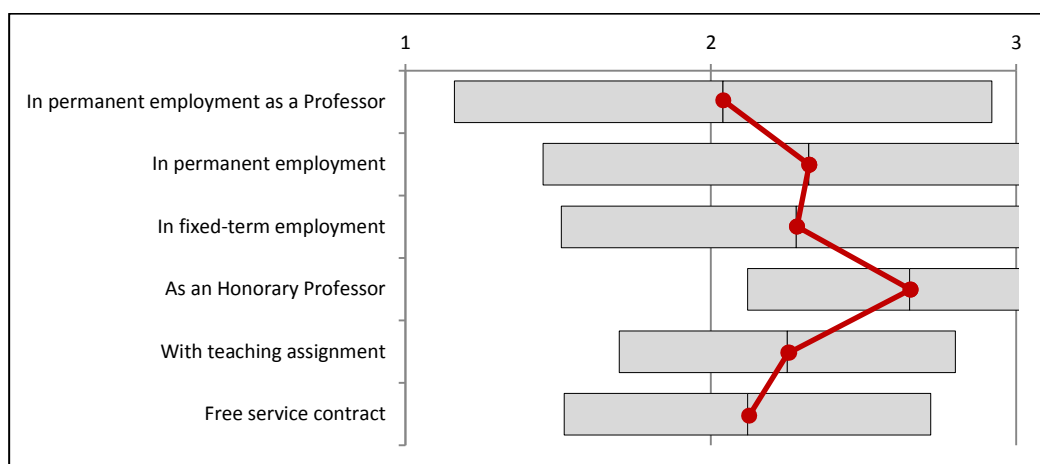 1 2 3
In permanent employment as a Professor
In permanent employment
In fixed-term employment
As an Honorary Professor
With teaching assignment
Free service contract